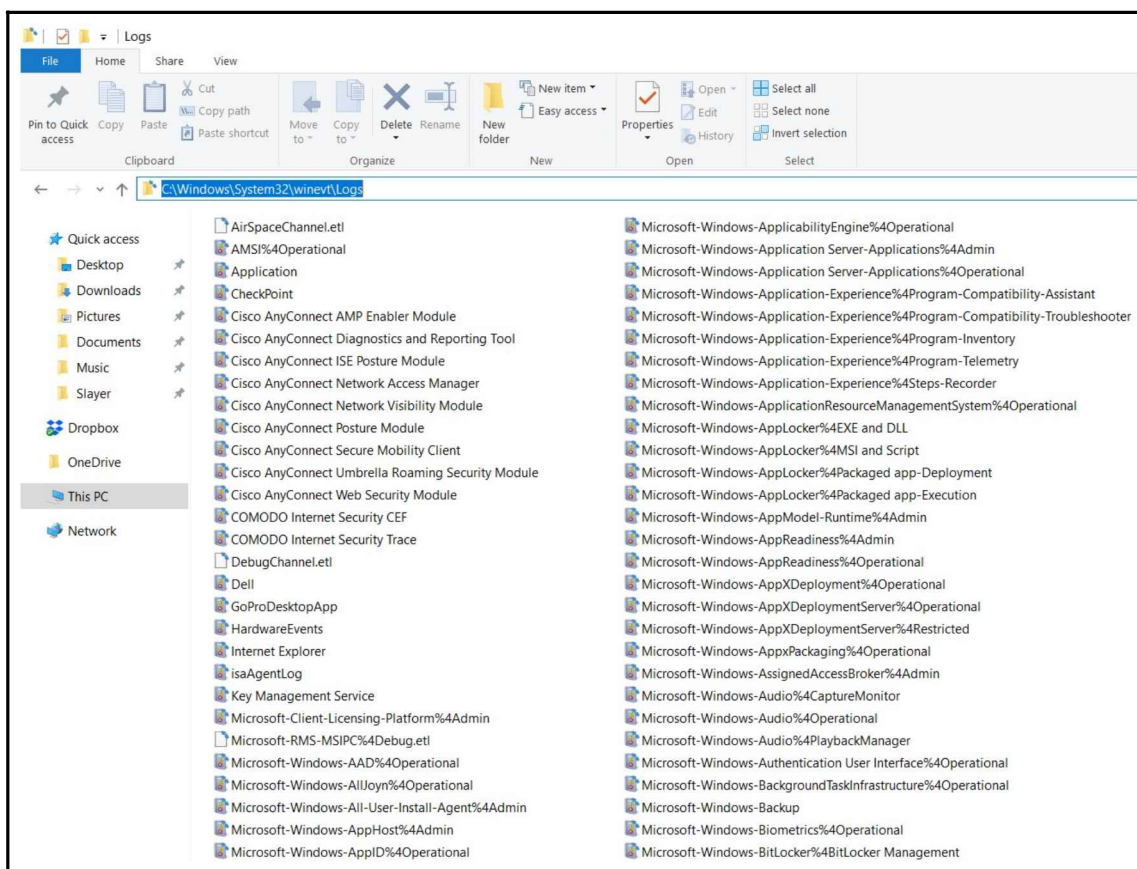 Logs
File Home Share View
Pin to Quick access
Copy
Paste
Cut
Copy path
Paste shortcut
Clipboard
Move to
Copy to
Delete
Rename
Organize
New folder
New item
Easy access
New
Properties
Open
Edit
History
Open
Select all
Select none
Invert selection
Select
C:\Windows\System32\winevt\Logs
Quick access
Desktop
Downloads
Pictures
Documents
Music
Slayer
Dropbox
OneDrive
This PC
Network
AirSpaceChannel.etl
AMSI%4Operational
Application
CheckPoint
Cisco AnyConnect AMP Enabler Module
Cisco AnyConnect Diagnostics and Reporting Tool
Cisco AnyConnect ISE Posture Module
Cisco AnyConnect Network Access Manager
Cisco AnyConnect Network Visibility Module
Cisco AnyConnect Posture Module
Cisco AnyConnect Secure Mobility Client
Cisco AnyConnect Umbrella Roaming Security Module
Cisco AnyConnect Web Security Module
COMODO Internet Security CEF
COMODO Internet Security Trace
DebugChannel.etl
Dell
GoProDesktopApp
HardwareEvents
Internet Explorer
isaAgentLog
Key Management Service
Microsoft-Client-Licensing-Platform%4Admin
Microsoft-RMS-MSIPC%4Debug.etl
Microsoft-Windows-AAD%4Operational
Microsoft-Windows-AllJoyn%4Operational
Microsoft-Windows-All-User-Install-Agent%4Admin
Microsoft-Windows-AppHost%4Admin
Microsoft-Windows-AppID%4Operational
Microsoft-Windows-ApplicabilityEngine%4Operational
Microsoft-Windows-Application Server-Applications%4Admin
Microsoft-Windows-Application Server-Applications%4Operational
Microsoft-Windows-Application-Experience%4Program-Compatibility-Assistant
Microsoft-Windows-Application-Experience%4Program-Compatibility-Troubleshooter
Microsoft-Windows-Application-Experience%4Program-Inventory
Microsoft-Windows-Application-Experience%4Program-Telemetry
Microsoft-Windows-Application-Experience%4Steps-Recorder
Microsoft-Windows-ApplicationResourceManagementSystem%4Operational
Microsoft-Windows-AppLocker%4EXE and DLL
Microsoft-Windows-AppLocker%4MSI and Script
Microsoft-Windows-AppLocker%4Packaged app-Deployment
Microsoft-Windows-AppLocker%4Packaged app-Execution
Microsoft-Windows-AppModel-Runtime%4Admin
Microsoft-Windows-AppReadiness%4Admin
Microsoft-Windows-AppReadiness%4Operational
Microsoft-Windows-AppXDeployment%4Operational
Microsoft-Windows-AppXDeploymentServer%4Operational
Microsoft-Windows-AppXDeploymentServer%4Restricted
Microsoft-Windows-AppxPackaging%4Operational
Microsoft-Windows-AssignedAccessBroker%4Admin
Microsoft-Windows-Audio%4CaptureMonitor
Microsoft-Windows-Audio%4Operational
Microsoft-Windows-Audio%4PlaybackManager
Microsoft-Windows-Authentication User Interface%4Operational
Microsoft-Windows-BackgroundTaskInfrastructure%4Operational
Microsoft-Windows-Backup
Microsoft-Windows-Biometrics%4Operational
Microsoft-Windows-BitLocker%4BitLocker Management